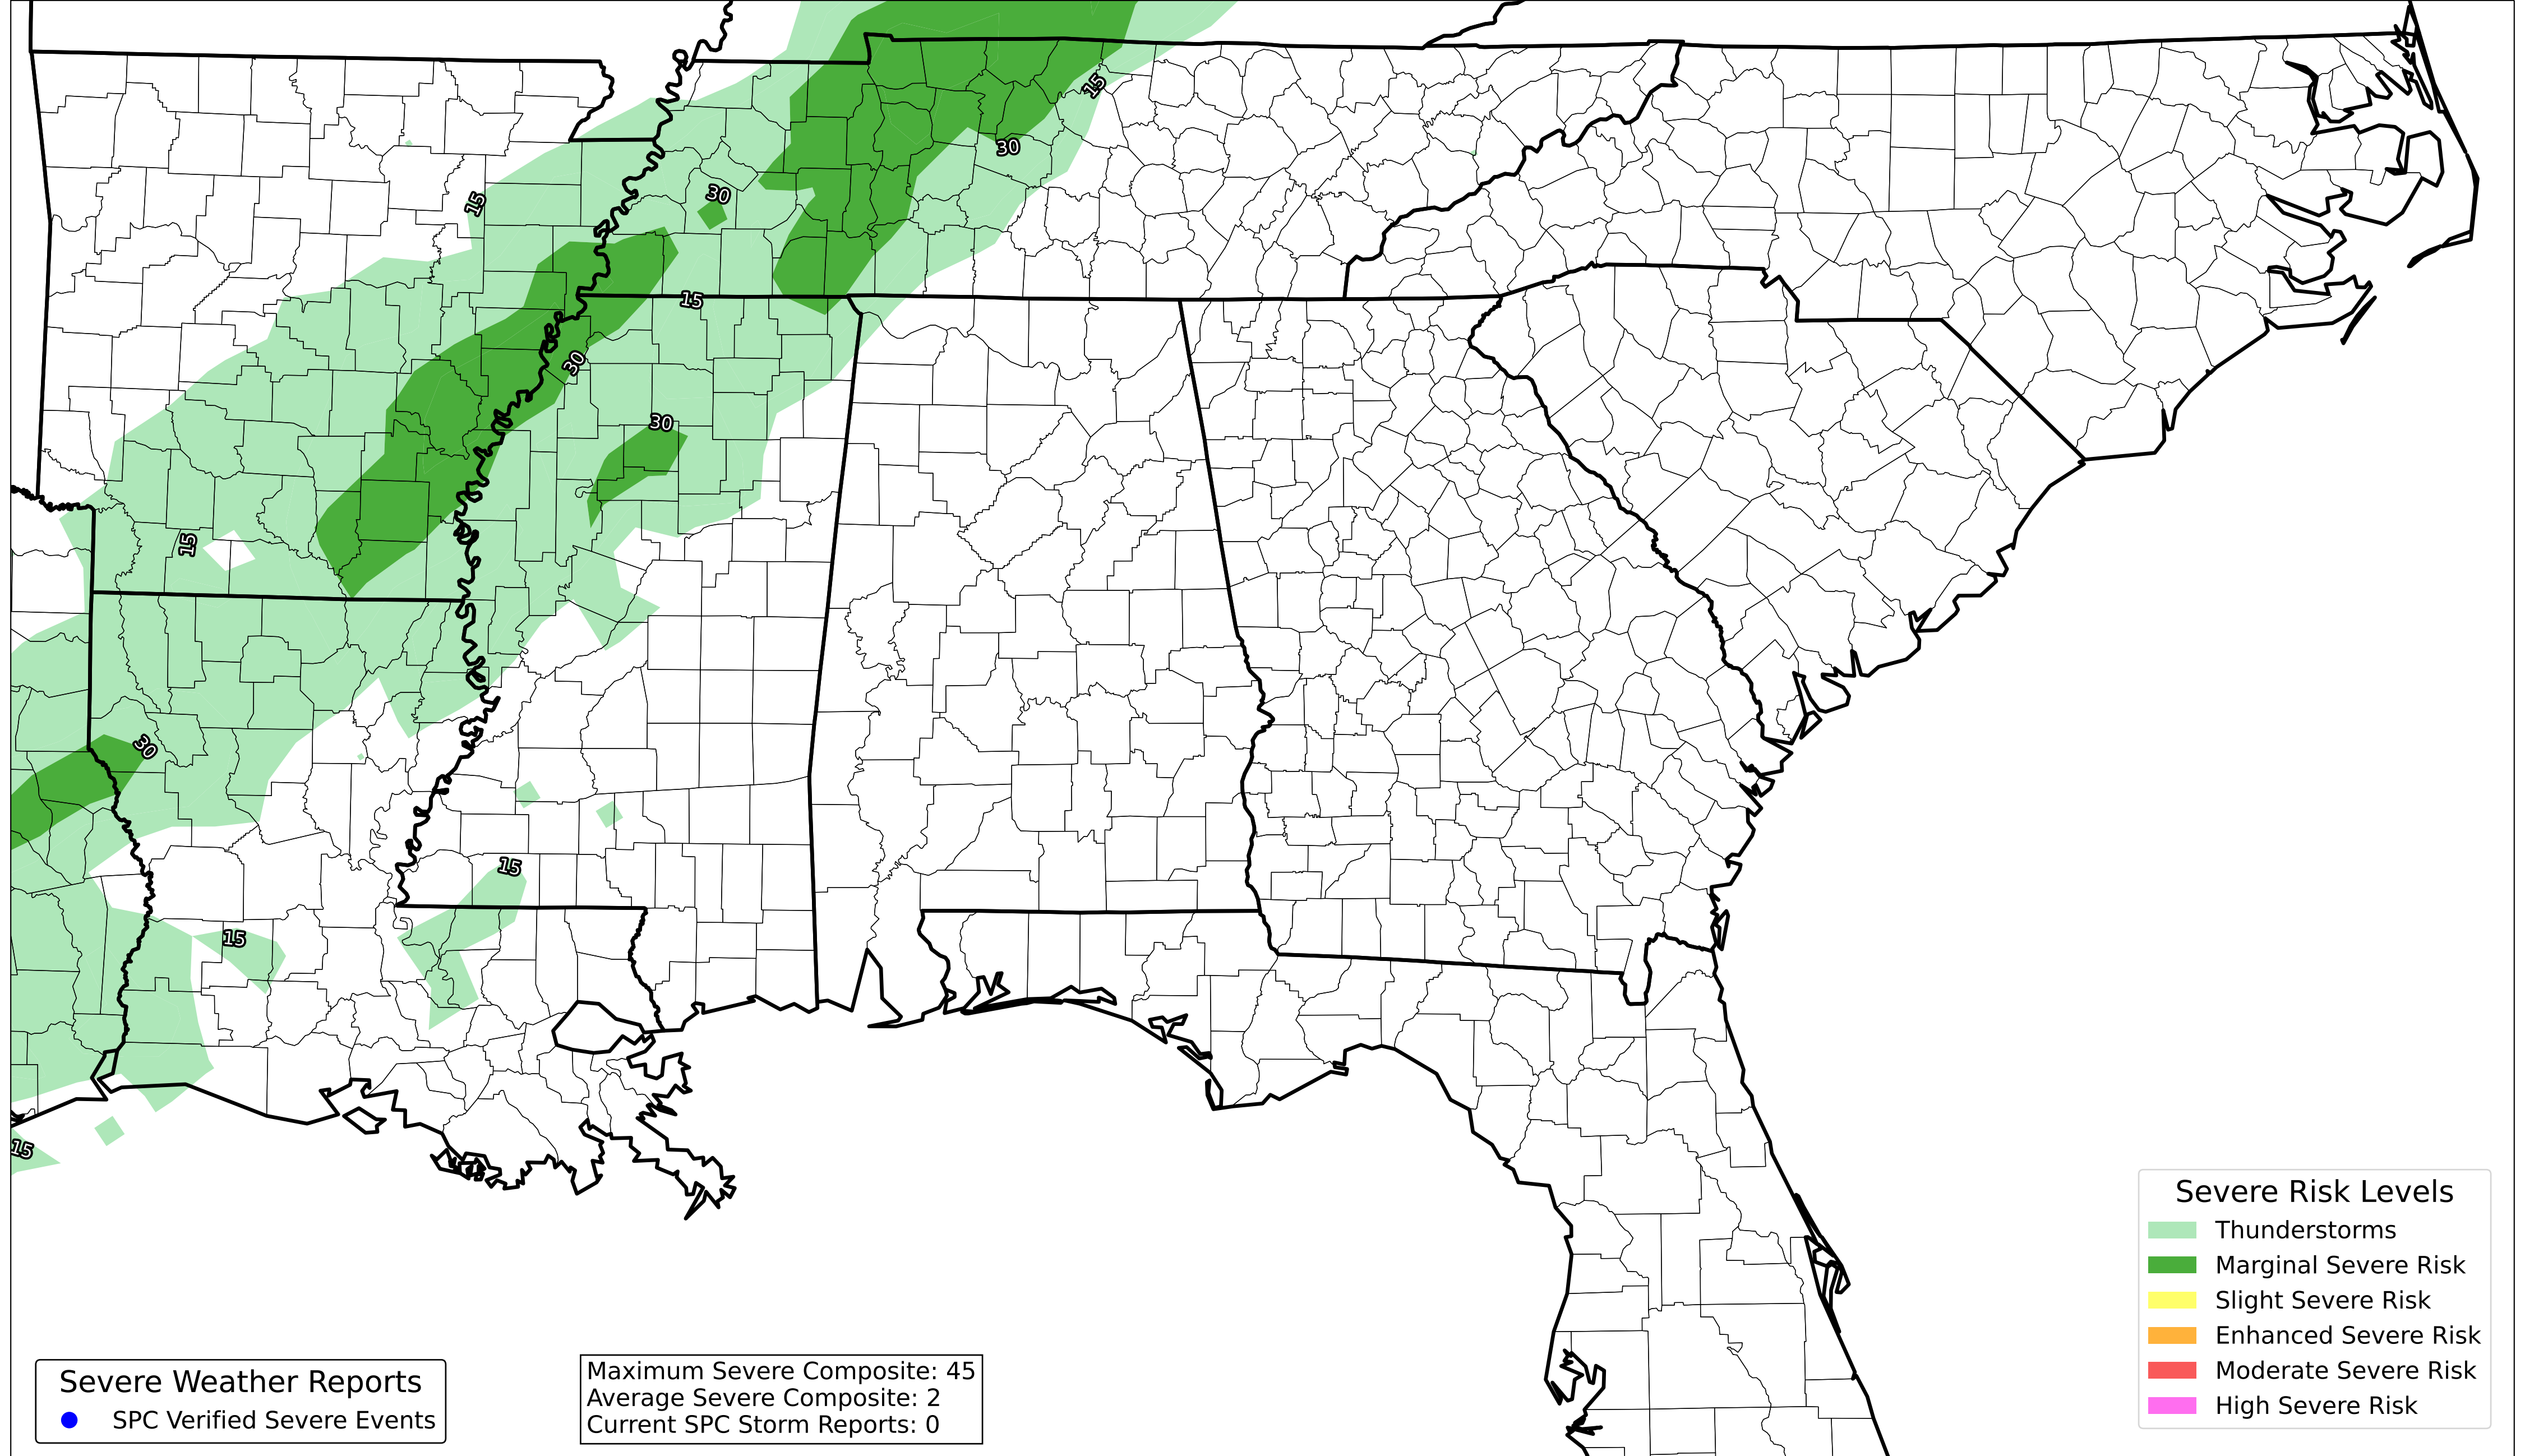 15
30
15
30
15
30
30
15
30
15
15
15
Severe Risk Levels
Thunderstorms
Marginal Severe Risk
Slight Severe Risk
Enhanced Severe Risk
Moderate Severe Risk
High Severe Risk
Severe Weather Reports
SPC Verified Severe Events
Maximum Severe Composite: 45
Average Severe Composite: 2
Current SPC Storm Reports: 0